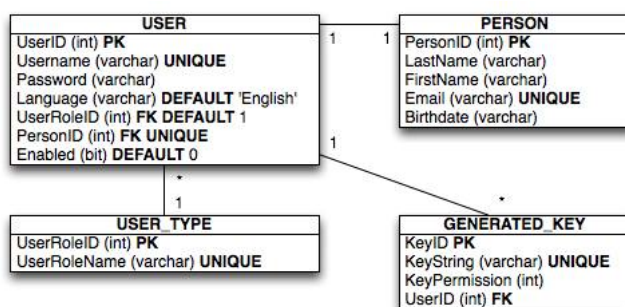 USER
UserID (int) PK
Username (varchar) UNIQUE
Password (varchar)
Language (varchar) DEFAULT 'English'
UserRoleID (int) FK DEFAULT 1
PersonID (int) FK UNIQUE
Enabled (bit) DEFAULT 0
1
1
PERSON
PersonID (int) PK
LastName (varchar)
FirstName (varchar)
Email (varchar) UNIQUE
Birthdate (varchar)
1
*
*
1
USER_TYPE
UserRoleID (int) PK
UserRoleName (varchar) UNIQUE
GENERATED_KEY
KeyID PK
KeyString (varchar) UNIQUE
KeyPermission (int)
UserID (int) FK